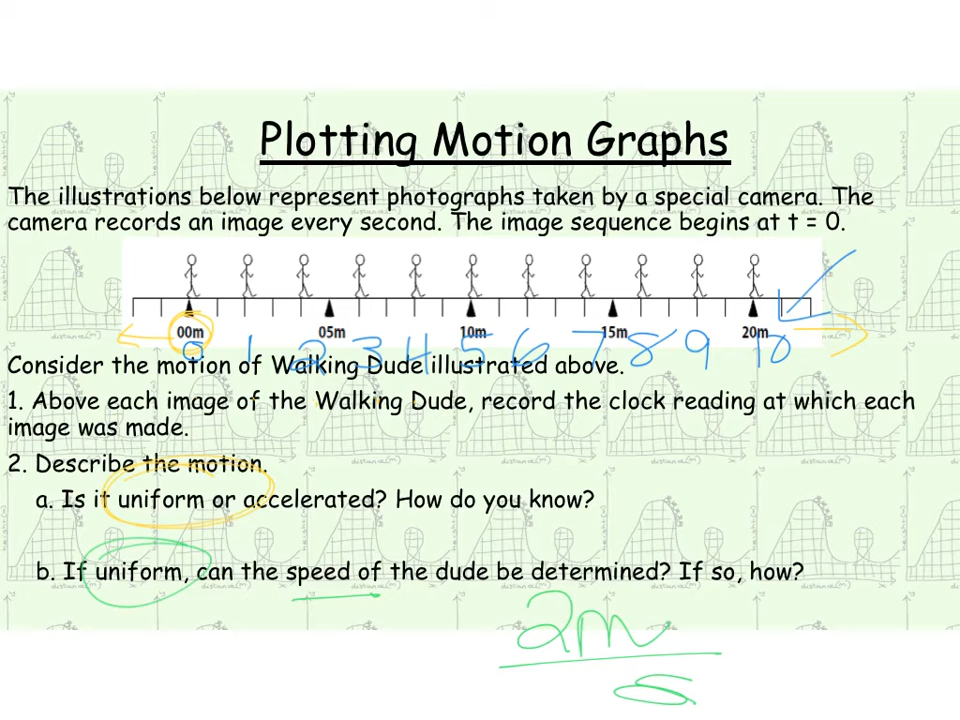 Plotting Motion Graphs
The illustrations below represent photographs taken by a special camera. The
camera records an image every second. The image sequence begins at t = 0.
00m 05m 10m 15m 20m
0 1 2 3 4 5 6 7 8 9 10
Consider the motion of Walking Dude illustrated above.
1. Above each image of the Walking Dude, record the clock reading at which each
image was made.
2. Describe the motion.
a. Is it uniform or accelerated? How do you know?
b. If uniform, can the speed of the dude be determined? If so, how?
2m
s